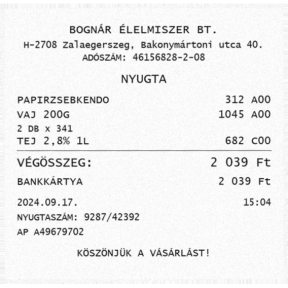 BOGNÁR ÉLELMISZER BT.
H-2708 Zalaegerszeg, Bakonymártoni utca 40.
ADÓSZÁM: 46156828-2-08
NYUGTA
PAPIRZSEBKENDO 312 A00
VAJ 200G 1045 A00
2 DB x 341
TEJ 2,8% 1L 682 C00
VÉGÖSSZEG: 2 039 Ft
BANKKÁRTYA 2 039 Ft
2024.09.17. 15:04
NYUGTASZÁM: 9287/42392
AP A49679702
KÖSZÖNJÜK A VÁSÁRLÁST!